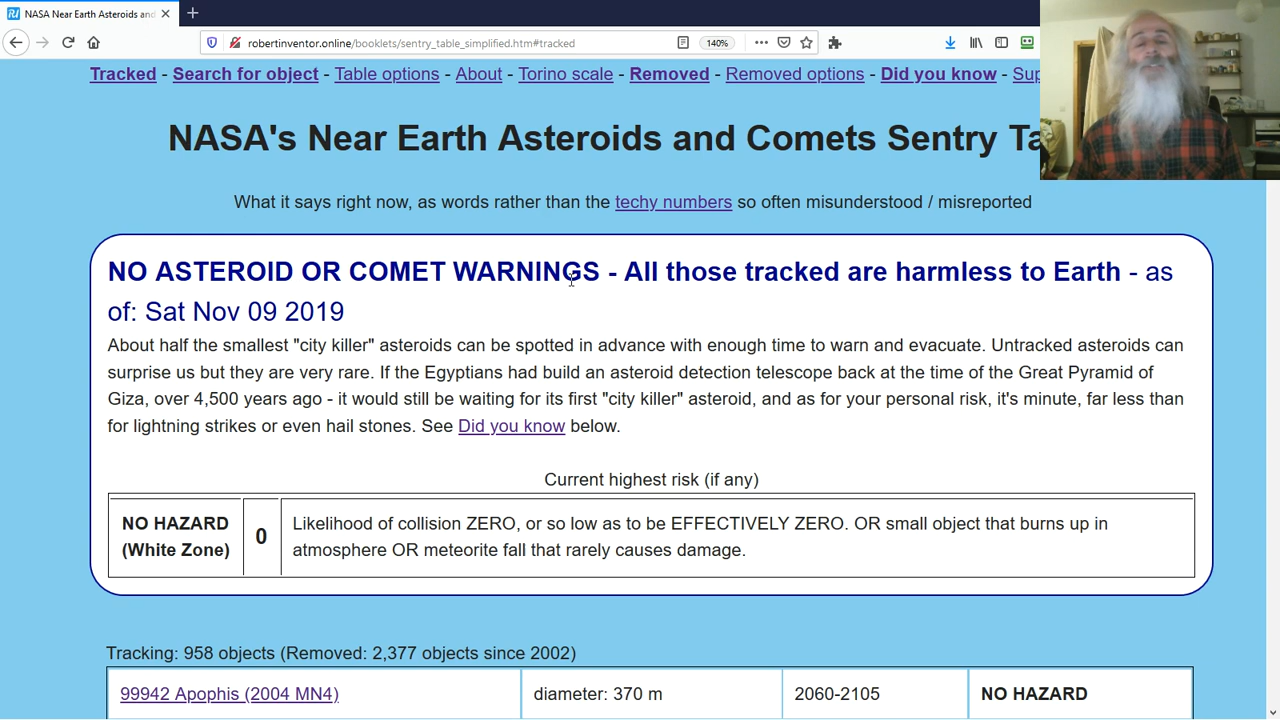 NASA Near Earth Asteroids and
robertinventor.online/booklets/sentry_table_simplified.htm#tracked
140%
Tracked - Search for object - Table options - About - Torino scale - Removed - Removed options - Did you know - Sup
NASA's Near Earth Asteroids and Comets Sentry Ta
What it says right now, as words rather than the techy numbers so often misunderstood / misreported
NO ASTEROID OR COMET WARNINGS - All those tracked are harmless to Earth - as
of: Sat Nov 09 2019
About half the smallest "city killer" asteroids can be spotted in advance with enough time to warn and evacuate. Untracked asteroids can
surprise us but they are very rare. If the Egyptians had build an asteroid detection telescope back at the time of the Great Pyramid of
Giza, over 4,500 years ago - it would still be waiting for its first "city killer" asteroid, and as for your personal risk, it's minute, far less than
for lightning strikes or even hail stones. See Did you know below.
Current highest risk (if any)
NO HAZARD
(White Zone)
0
Likelihood of collision ZERO, or so low as to be EFFECTIVELY ZERO. OR small object that burns up in
atmosphere OR meteorite fall that rarely causes damage.
Tracking: 958 objects (Removed: 2,377 objects since 2002)
99942 Apophis (2004 MN4)
diameter: 370 m
2060-2105
NO HAZARD